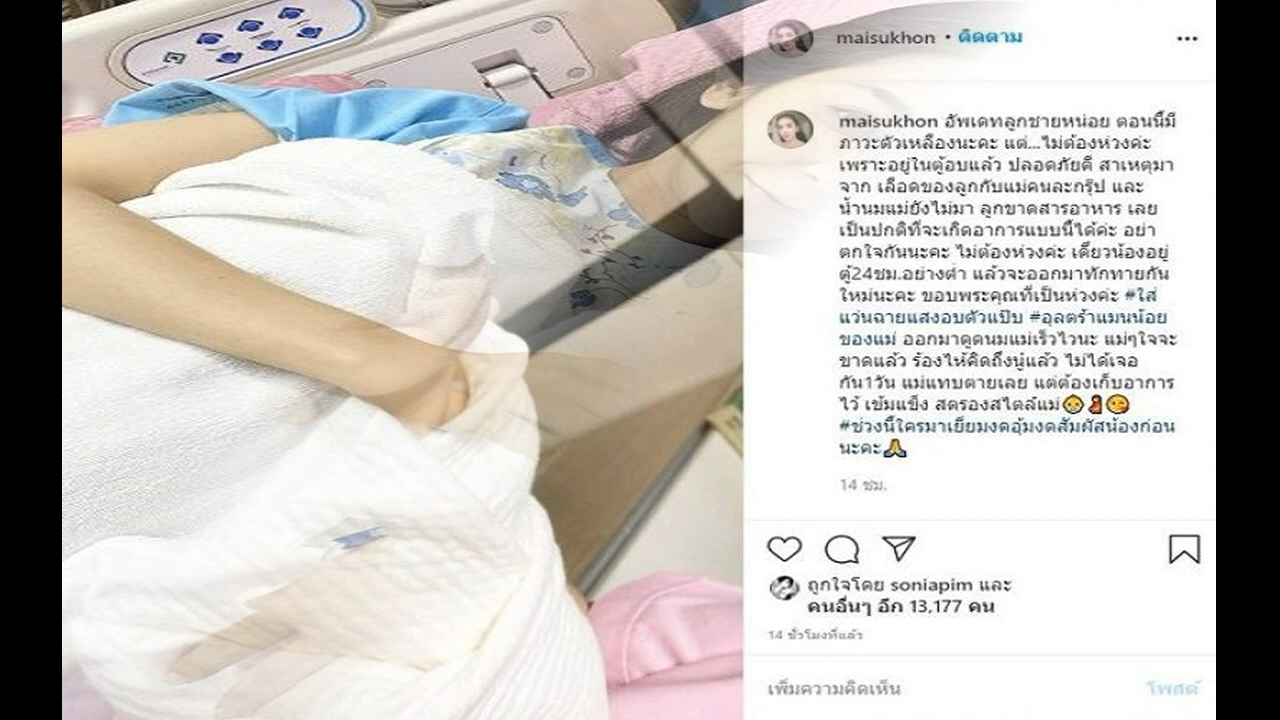 maisukhon • ติดตาม
maisukhon อัพเดทลูกชายหน่อย ตอนนี้มี
ภาวะตัวเหลืองนะคะ แต่...ไม่ต้องห่วงค่ะ
เพราะอยู่ในตู้อบแล้ว ปลอดภัยดี สาเหตุมา
จาก เลือดของลูกกับแม่คนละกรุ๊ป และ
น้ำนมแม่ยังไม่มา ลูกขาดสารอาหาร เลย
เป็นปกติที่จะเกิดอาการแบบนี้ได้ค่ะ อย่า
ตกใจกันนะคะ ไม่ต้องห่วงค่ะ เดี๋ยวน้องอยู่
ตู้24ชม.อย่างต่ำ แล้วจะออกมาทักทายกัน
ใหม่นะคะ ขอบพระคุณที่เป็นห่วงค่ะ #ใส่
แว่นฉายแสงอบตัวแป๊บ #อุลตร้าแมนน้อย
ของแม่ ออกมาดูดนมแม่เร็วไวนะ แม่ๆใจจะ
ขาดแล้ว ร้องไห้คิดถึงหนูแล้ว ไม่ได้เจอ
กัน1วัน แม่แทบตายเลย แต่ต้องเก็บอาการ
ไว้ เข้มแข็ง สตรองสไตล์แม่😷🤰😘
#ช่วงนี้ใครมาเยี่ยมงดอุ้มงดสัมผัสน้องก่อน
นะคะ🙏
14 ชม.
ถูกใจโดย soniapim และ
คนอื่นๆ อีก 13,177 คน
14 ชั่วโมงที่แล้ว
เพิ่มความคิดเห็น
โพสต์